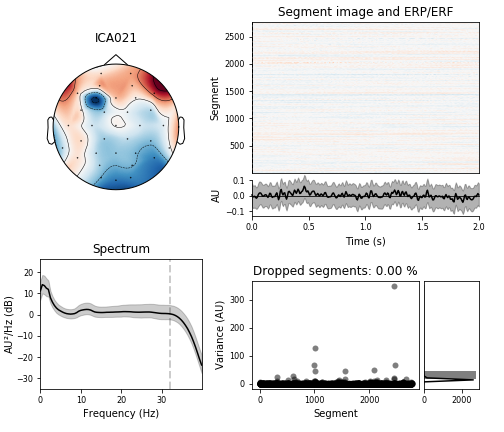 ICA021
Segment image and ERP/ERF
Segment
2500
2000
1500
1000
500
AU
0.1
0.0
−0.1
0.0 0.5 1.0 1.5 2.0
Time (s)
Spectrum
AU²/Hz (dB)
20
10
0
−10
−20
−30
0 10 20 30
Frequency (Hz)
Dropped segments: 0.00 %
Variance (AU)
300
200
100
0
0 1000 2000
Segment
0 2000